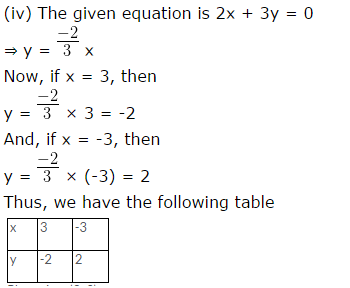 (iv) The given equation is 2x + 3y = 0
⇒ y = -2/3 x
Now, if x = 3, then
y = -2/3 × 3 = -2
And, if x = -3, then
y = -2/3 × (-3) = 2
Thus, we have the following table
x 3 -3
y -2 2